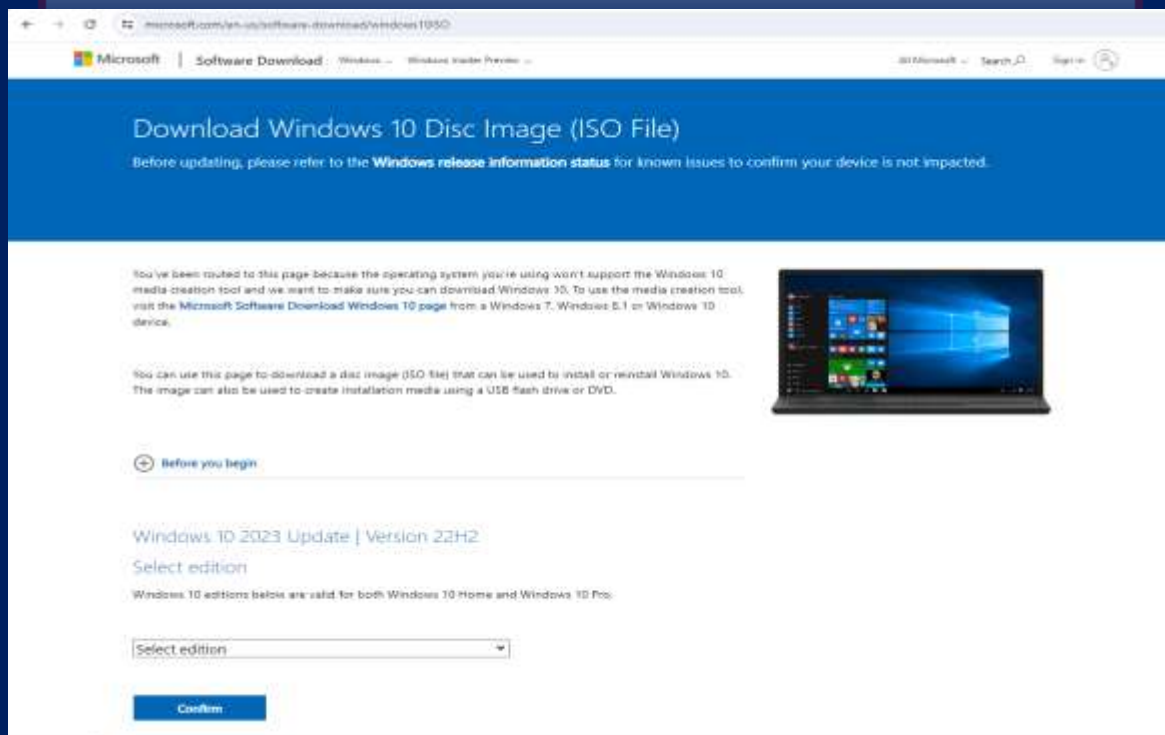 microsoft.com/en-us/software-download/windows10ISO
Microsoft | Software Download Windows Windows Insider Preview All Microsoft Search Sign in
Download Windows 10 Disc Image (ISO File)
Before updating, please refer to the Windows release information status for known issues to confirm your device is not impacted.
You've been routed to this page because the operating system you're using won't support the Windows 10
media creation tool and we want to make sure you can download Windows 10. To use the media creation tool,
visit the Microsoft Software Download Windows 10 page from a Windows 7, Windows 8.1 or Windows 10
device.
You can use this page to download a disc image (ISO file) that can be used to install or reinstall Windows 10.
The image can also be used to create installation media using a USB flash drive or DVD.
Before you begin
Windows 10 2023 Update | Version 22H2
Select edition
Windows 10 editions below are valid for both Windows 10 Home and Windows 10 Pro.
Select edition
Confirm